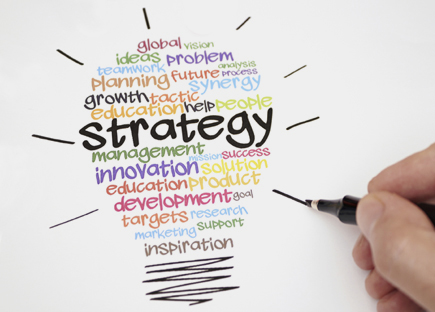 global vision
ideas problem
teamwork analysis
planning future process
synergy
growth tactic
education help people
strategy
management mission success
innovation solution
education product
development goal
targets research
marketing support
inspiration